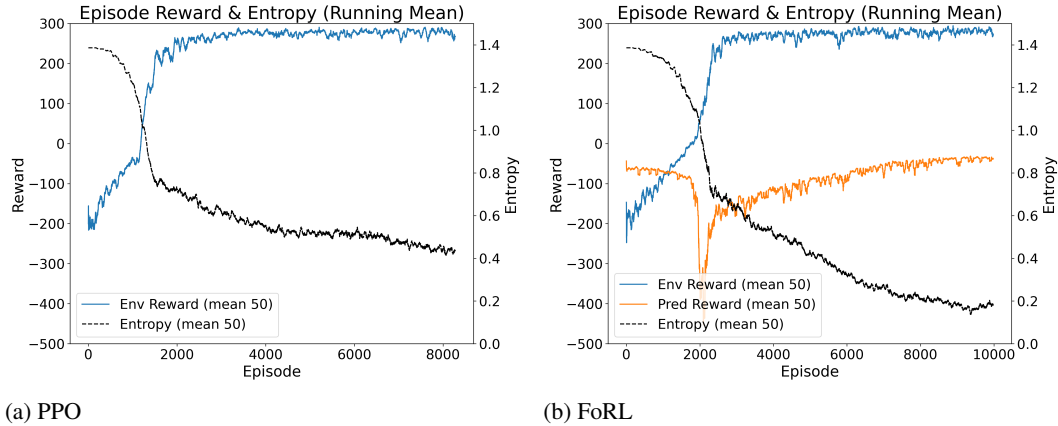 Episode Reward & Entropy (Running Mean)
300
200
100
0
−100
−200
−300
−400
−500
Reward
1.4
1.2
1.0
0.8
0.6
0.4
0.2
0.0
Entropy
Env Reward (mean 50)
Entropy (mean 50)
0 2000 4000 6000 8000
Episode
(a) PPO
Episode Reward & Entropy (Running Mean)
300
200
100
0
−100
−200
−300
−400
−500
Reward
1.4
1.2
1.0
0.8
0.6
0.4
0.2
0.0
Entropy
Env Reward (mean 50)
Pred Reward (mean 50)
Entropy (mean 50)
0 2000 4000 6000 8000 10000
Episode
(b) FoRL